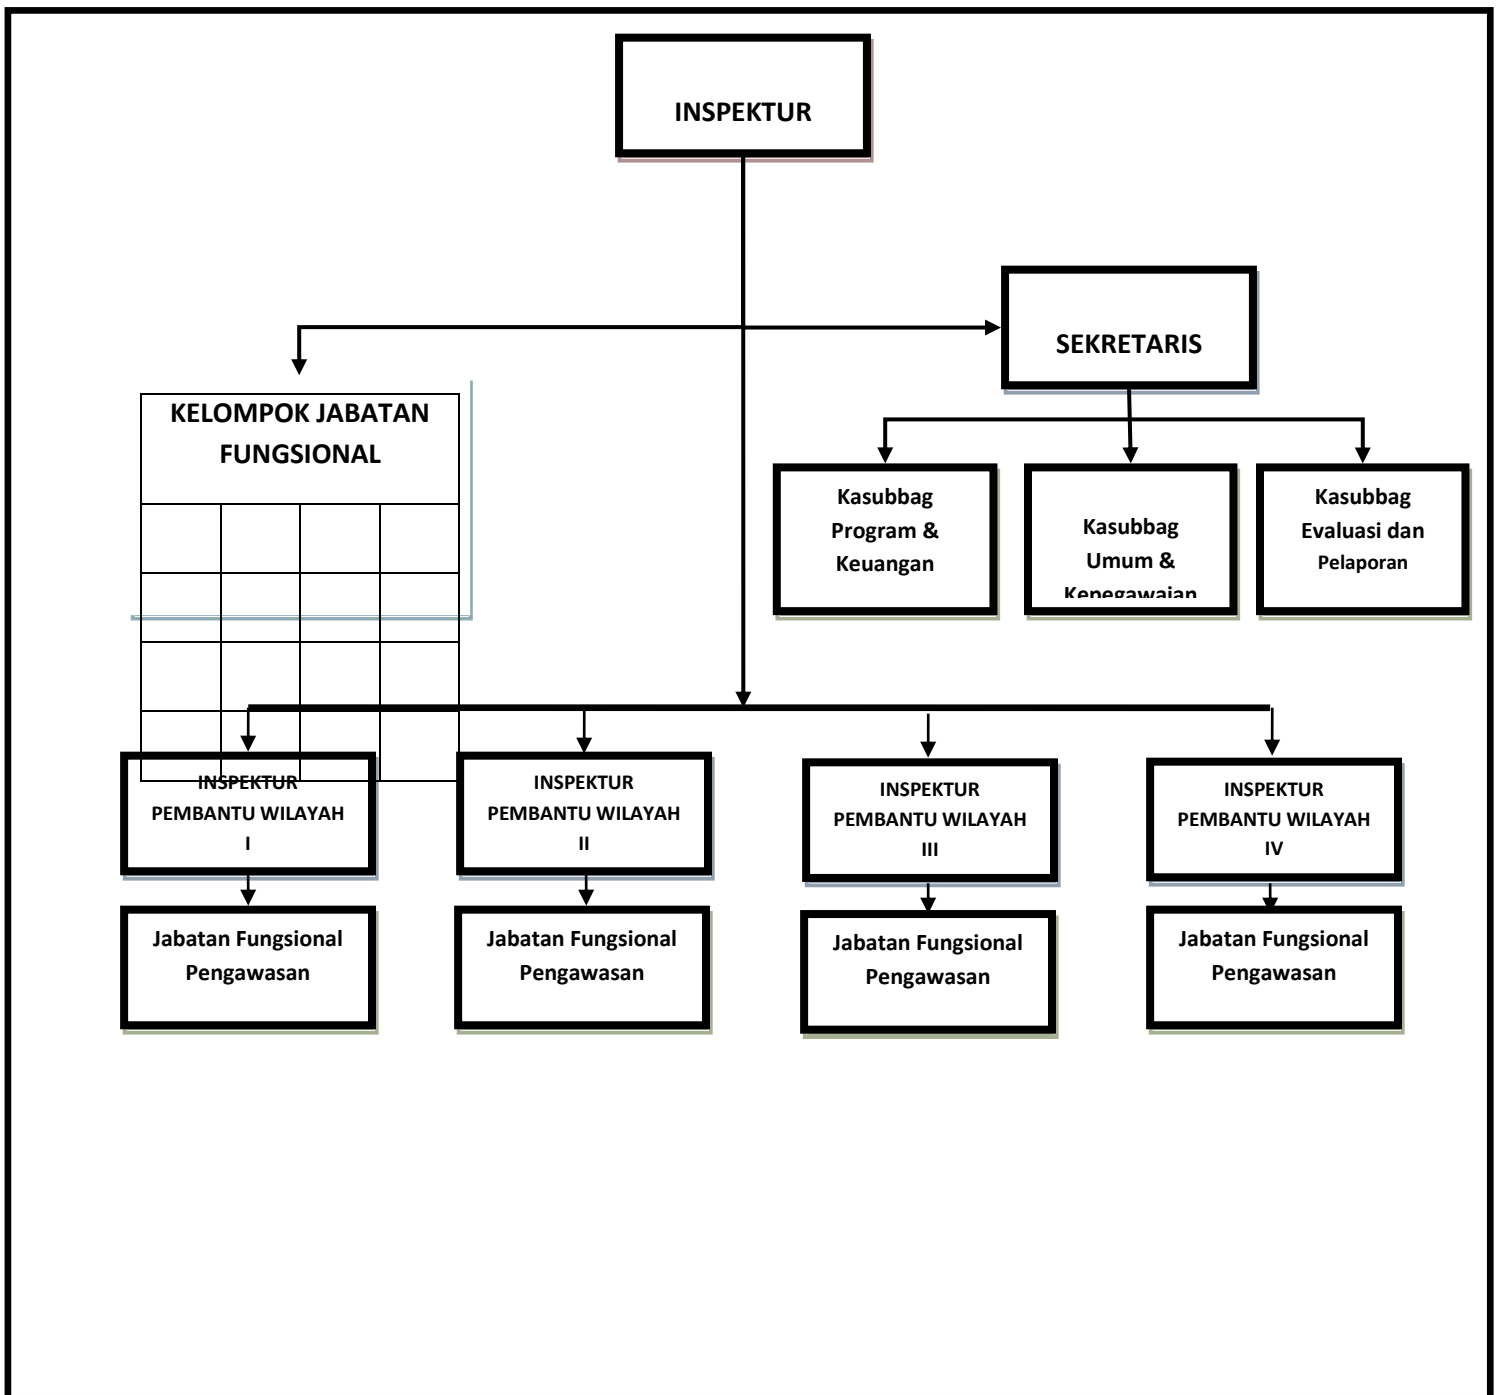 INSPEKTUR
SEKRETARIS
KELOMPOK JABATAN
FUNGSIONAL
Kasubbag
Program &
Keuangan
Kasubbag
Umum &
Kepegawaian
Kasubbag
Evaluasi dan
Pelaporan
INSPEKTUR
PEMBANTU WILAYAH
I
INSPEKTUR
PEMBANTU WILAYAH
II
INSPEKTUR
PEMBANTU WILAYAH
III
INSPEKTUR
PEMBANTU WILAYAH
IV
Jabatan Fungsional
Pengawasan
Jabatan Fungsional
Pengawasan
Jabatan Fungsional
Pengawasan
Jabatan Fungsional
Pengawasan